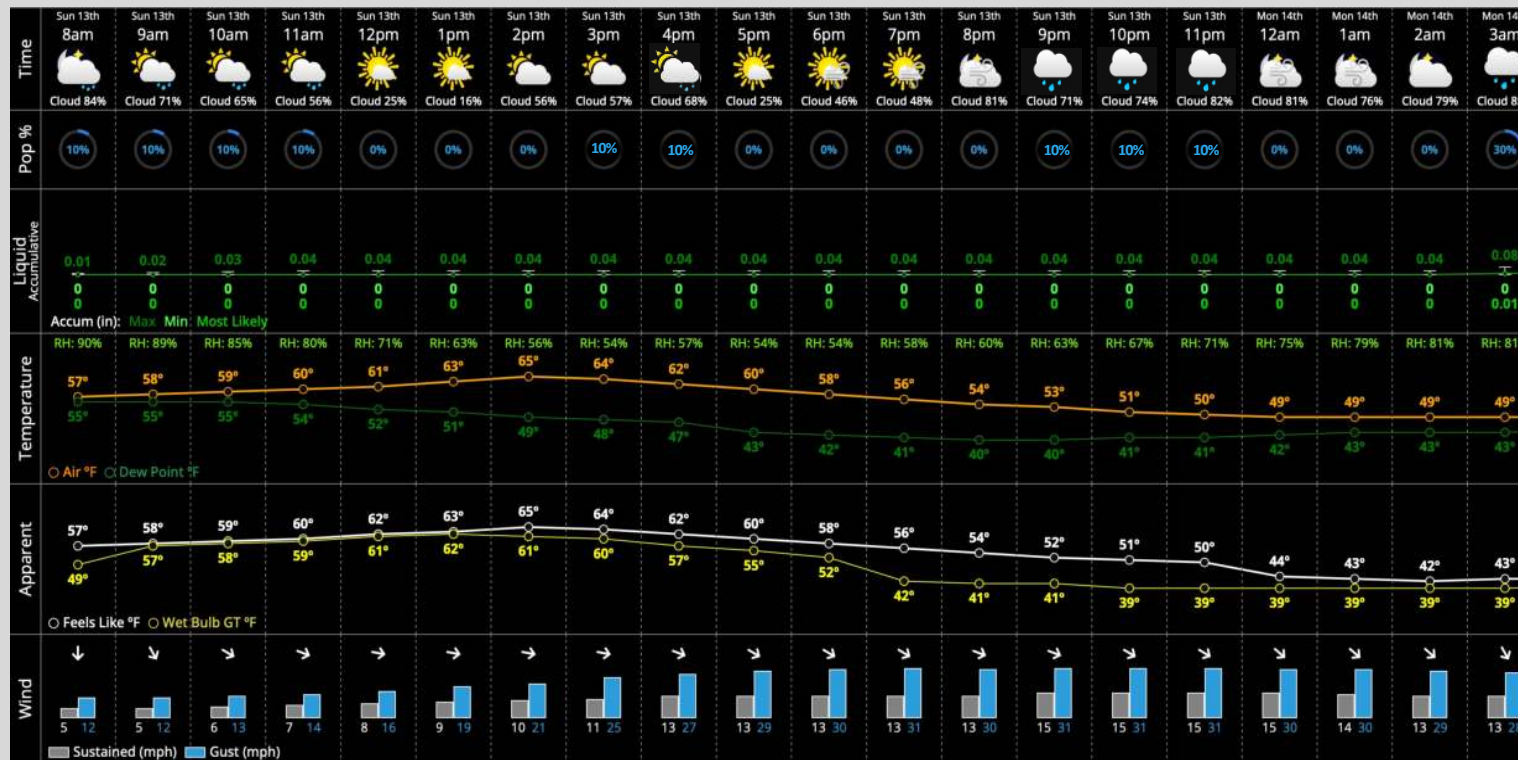 Time
Sun 13th Sun 13th Sun 13th Sun 13th Sun 13th Sun 13th Sun 13th Sun 13th Sun 13th Sun 13th Sun 13th Sun 13th Sun 13th Sun 13th Sun 13th Sun 13th Mon 14th Mon 14th Mon 14th Mon 14
8am 9am 10am 11am 12pm 1pm 2pm 3pm 4pm 5pm 6pm 7pm 8pm 9pm 10pm 11pm 12am 1am 2am 3am
Cloud 84% Cloud 71% Cloud 65% Cloud 56% Cloud 25% Cloud 16% Cloud 56% Cloud 57% Cloud 68% Cloud 25% Cloud 46% Cloud 48% Cloud 81% Cloud 71% Cloud 74% Cloud 82% Cloud 81% Cloud 76% Cloud 79% Cloud 8
Pop %
10% 10% 10% 10% 0% 0% 0% 10% 10% 0% 0% 0% 0% 10% 10% 10% 0% 0% 0% 30%
Liquid
Accumulative
0.01 0.02 0.03 0.04 0.04 0.04 0.04 0.04 0.04 0.04 0.04 0.04 0.04 0.04 0.04 0.04 0.04 0.04 0.04 0.08
0 0 0 0 0 0 0 0 0 0 0 0 0 0 0 0 0 0 0 0
0 0 0 0 0 0 0 0 0 0 0 0 0 0 0 0 0 0 0 0.01
Accum (in): Max Min Most Likely
Temperature
RH: 90% RH: 89% RH: 85% RH: 80% RH: 71% RH: 63% RH: 56% RH: 54% RH: 57% RH: 54% RH: 54% RH: 58% RH: 60% RH: 63% RH: 67% RH: 71% RH: 75% RH: 79% RH: 81% RH: 81
57° 58° 59° 60° 61° 63° 65° 64° 62° 60° 58° 56° 54° 53° 51° 50° 49° 49° 49° 49°
55° 55° 55° 54° 52° 51° 49° 48° 47° 43° 42° 41° 40° 40° 41° 41° 42° 43° 43° 43°
Air °F Dew Point °F
Apparent
57° 58° 59° 60° 62° 63° 65° 64° 62° 60° 58° 56° 54° 52° 51° 50° 44° 43° 42° 43°
49° 57° 58° 59° 61° 62° 61° 60° 57° 55° 52° 42° 41° 41° 39° 39° 39° 39° 39° 39°
Feels Like °F Wet Bulb GT °F
Wind
5 12 5 12 6 13 7 14 8 16 9 19 10 21 11 25 13 27 13 29 13 30 13 31 13 30 15 31 15 31 15 31 15 30 14 30 13 29 13
Sustained (mph) Gust (mph)